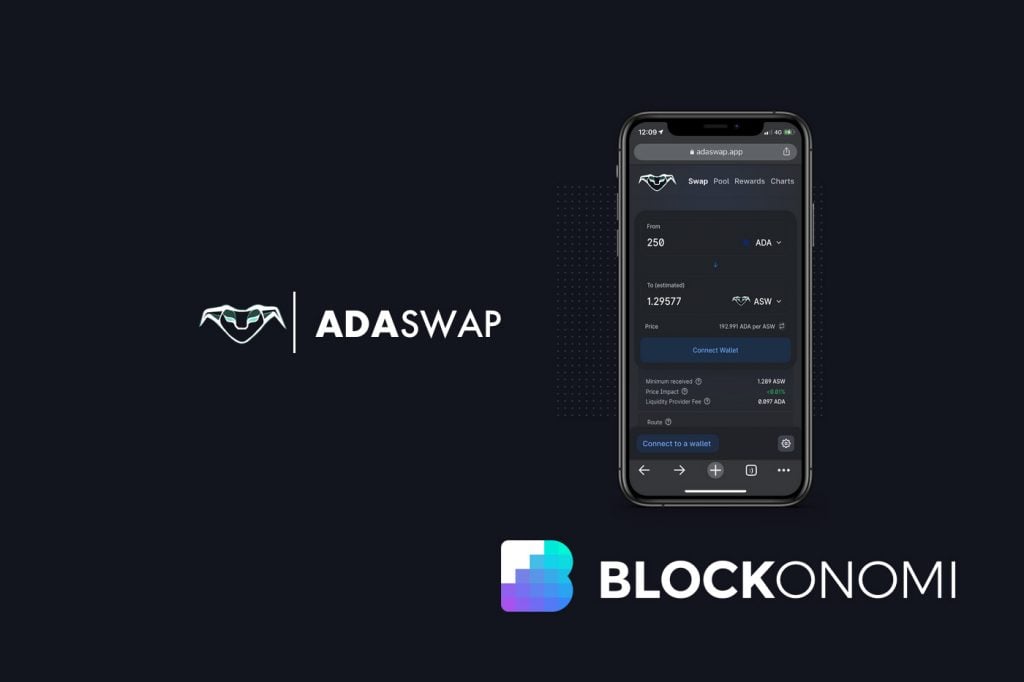 ADASWAP
12:09
4G
adaswap.app
Swap Pool Rewards Charts
From
250 ADA
To (estimated)
1.29577 ASW
Price 192.991 ADA per ASW
Connect Wallet
Minimum received 1.289 ASW
Price Impact <0.01%
Liquidity Provider Fee 0.097 ADA
Route
Connect to a wallet
:)
BLOCKONOMI